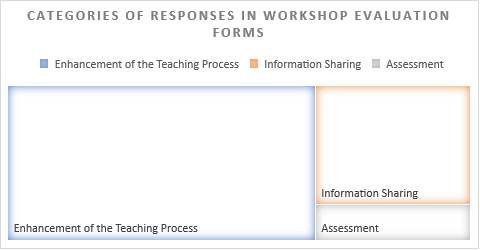 CATEGORIES OF RESPONSES IN WORKSHOP EVALUATION
FORMS
Enhancement of the Teaching Process Information Sharing Assessment
Information Sharing
Enhancement of the Teaching Process Assessment